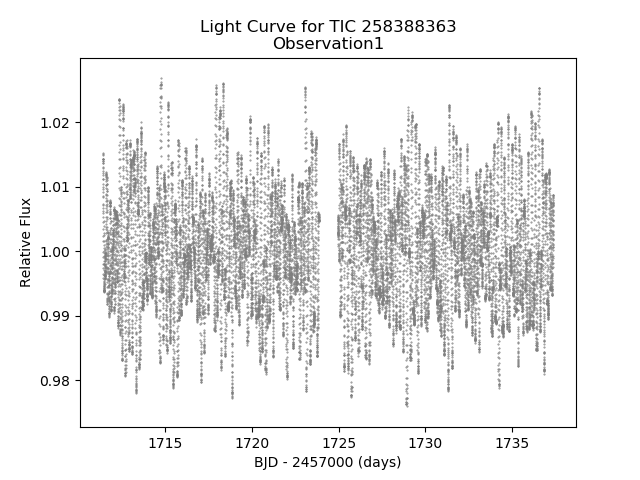 Light Curve for TIC 258388363
Observation1
Relative Flux
1.02
1.01
1.00
0.99
0.98
1715
1720
1725
1730
1735
BJD - 2457000 (days)